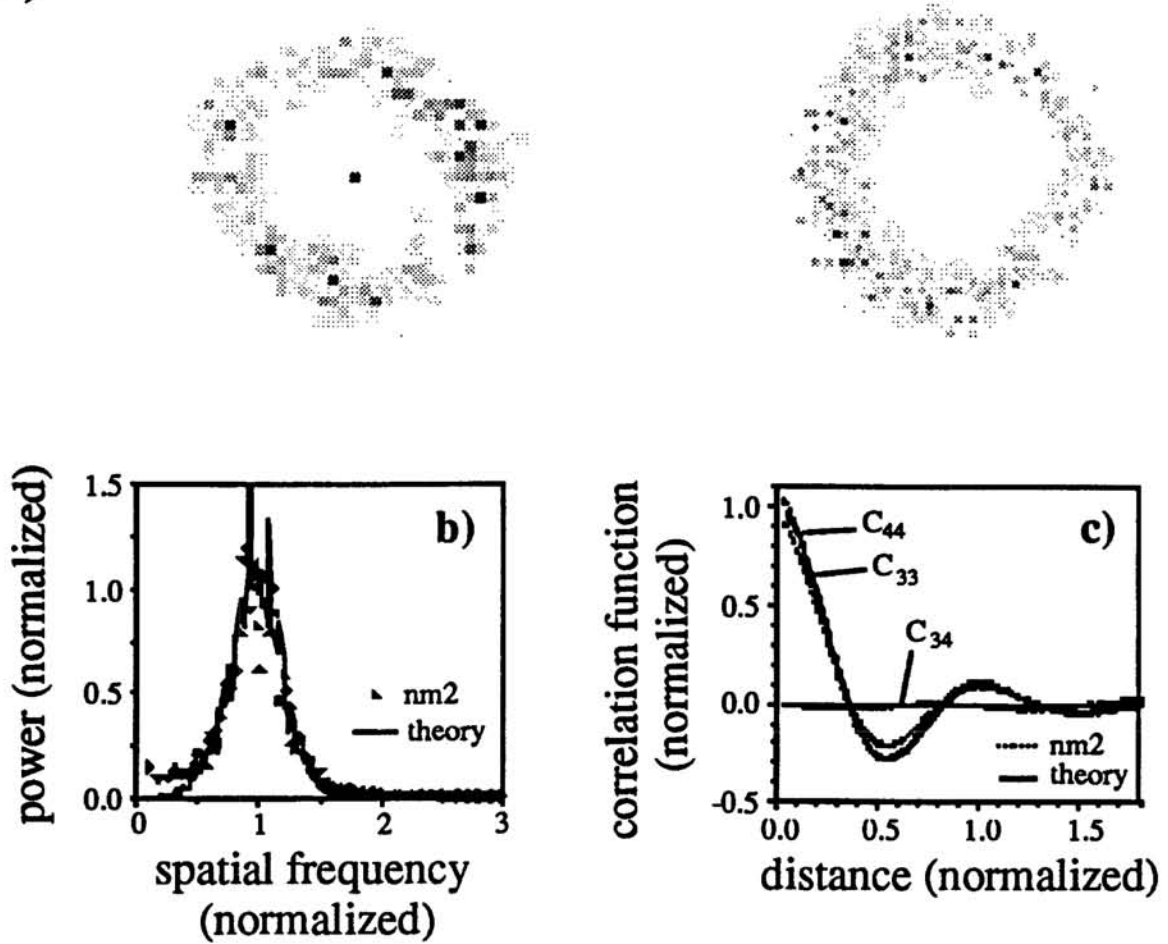 power (normalized)
1.5
1.0
0.5
0.0
b)
nm2
theory
0 1 2 3
spatial frequency
(normalized)
correlation function
(normalized)
1.0
0.5
0.0
-0.5
C44
C33
C34
c)
nm2
theory
0.0 0.5 1.0 1.5
distance (normalized)